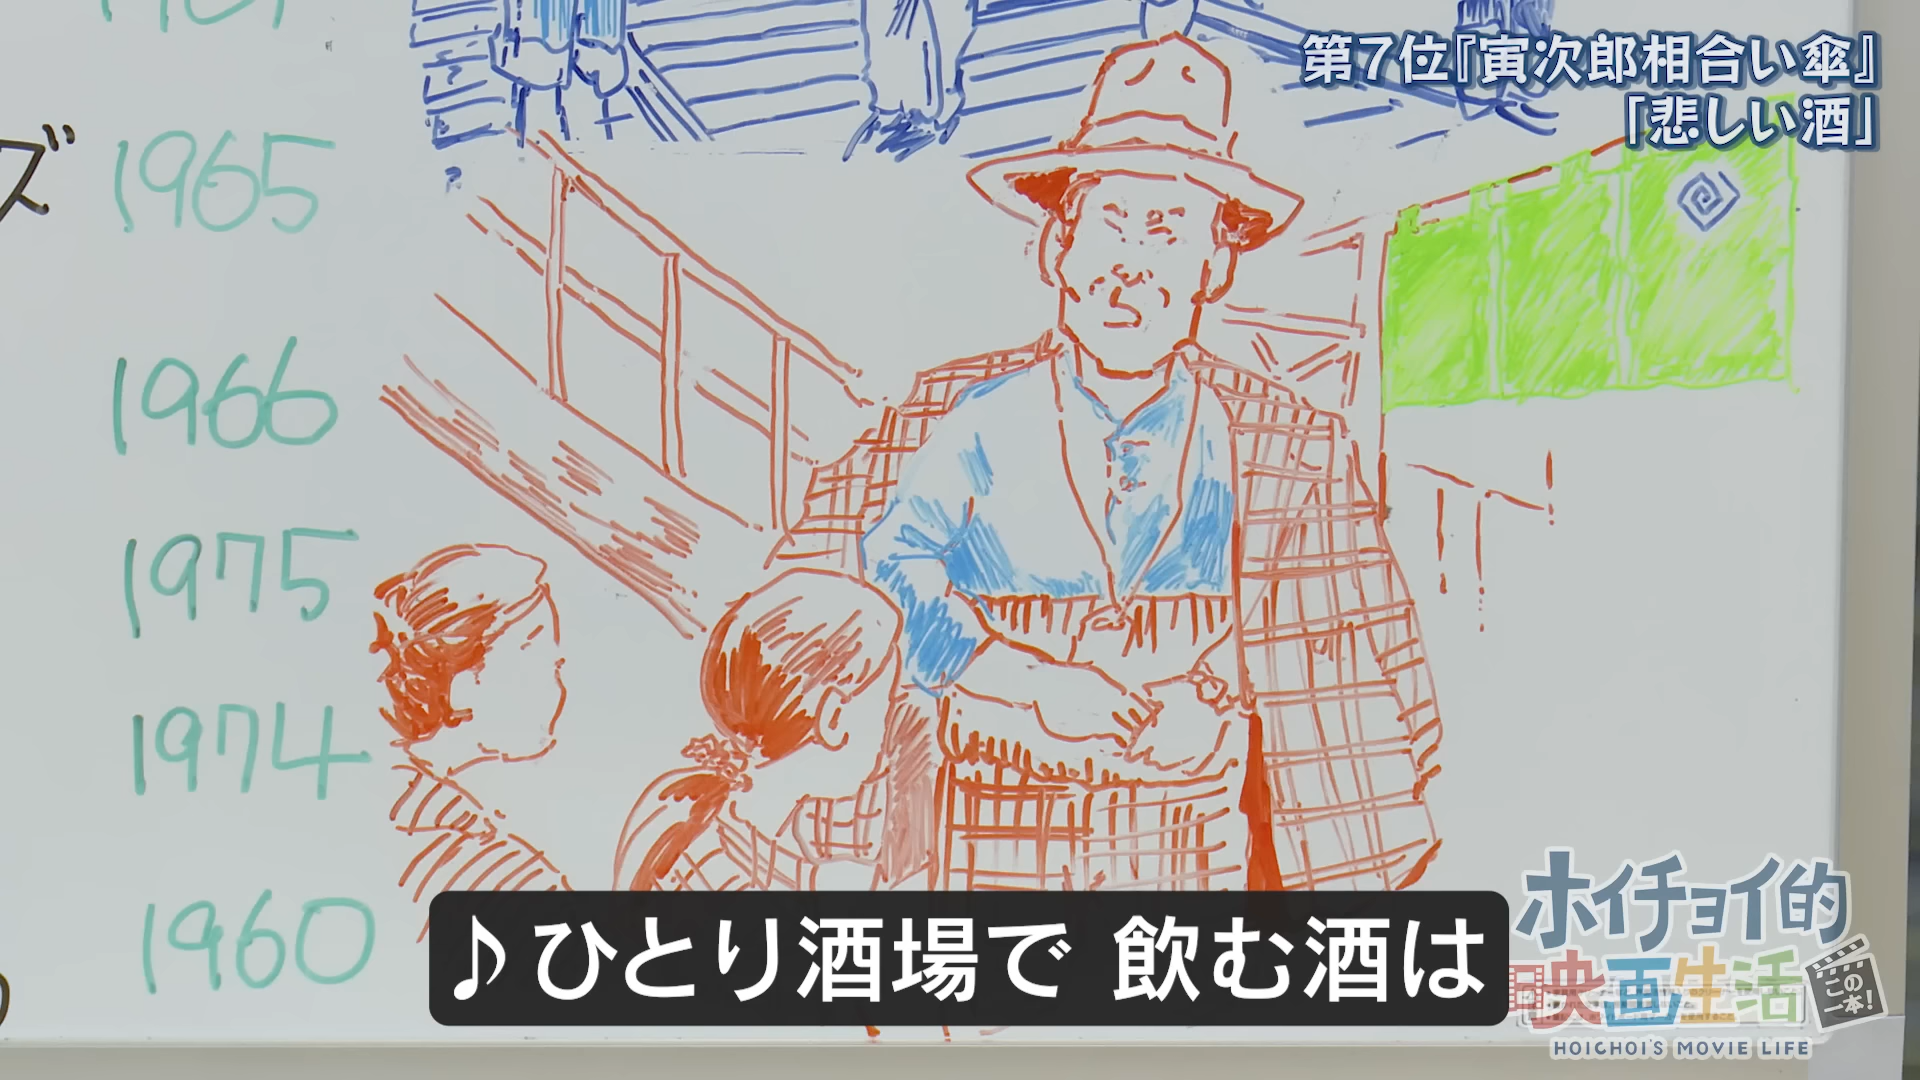 第7位『寅次郎相合い傘』
「悲しい酒」
ズ
1965
1966
1975
1974
1960
♪ひとり酒場で 飲む酒は
ホイチョイ的
映画生活
この
一本!
HOICHOI'S MOVIE LIFE